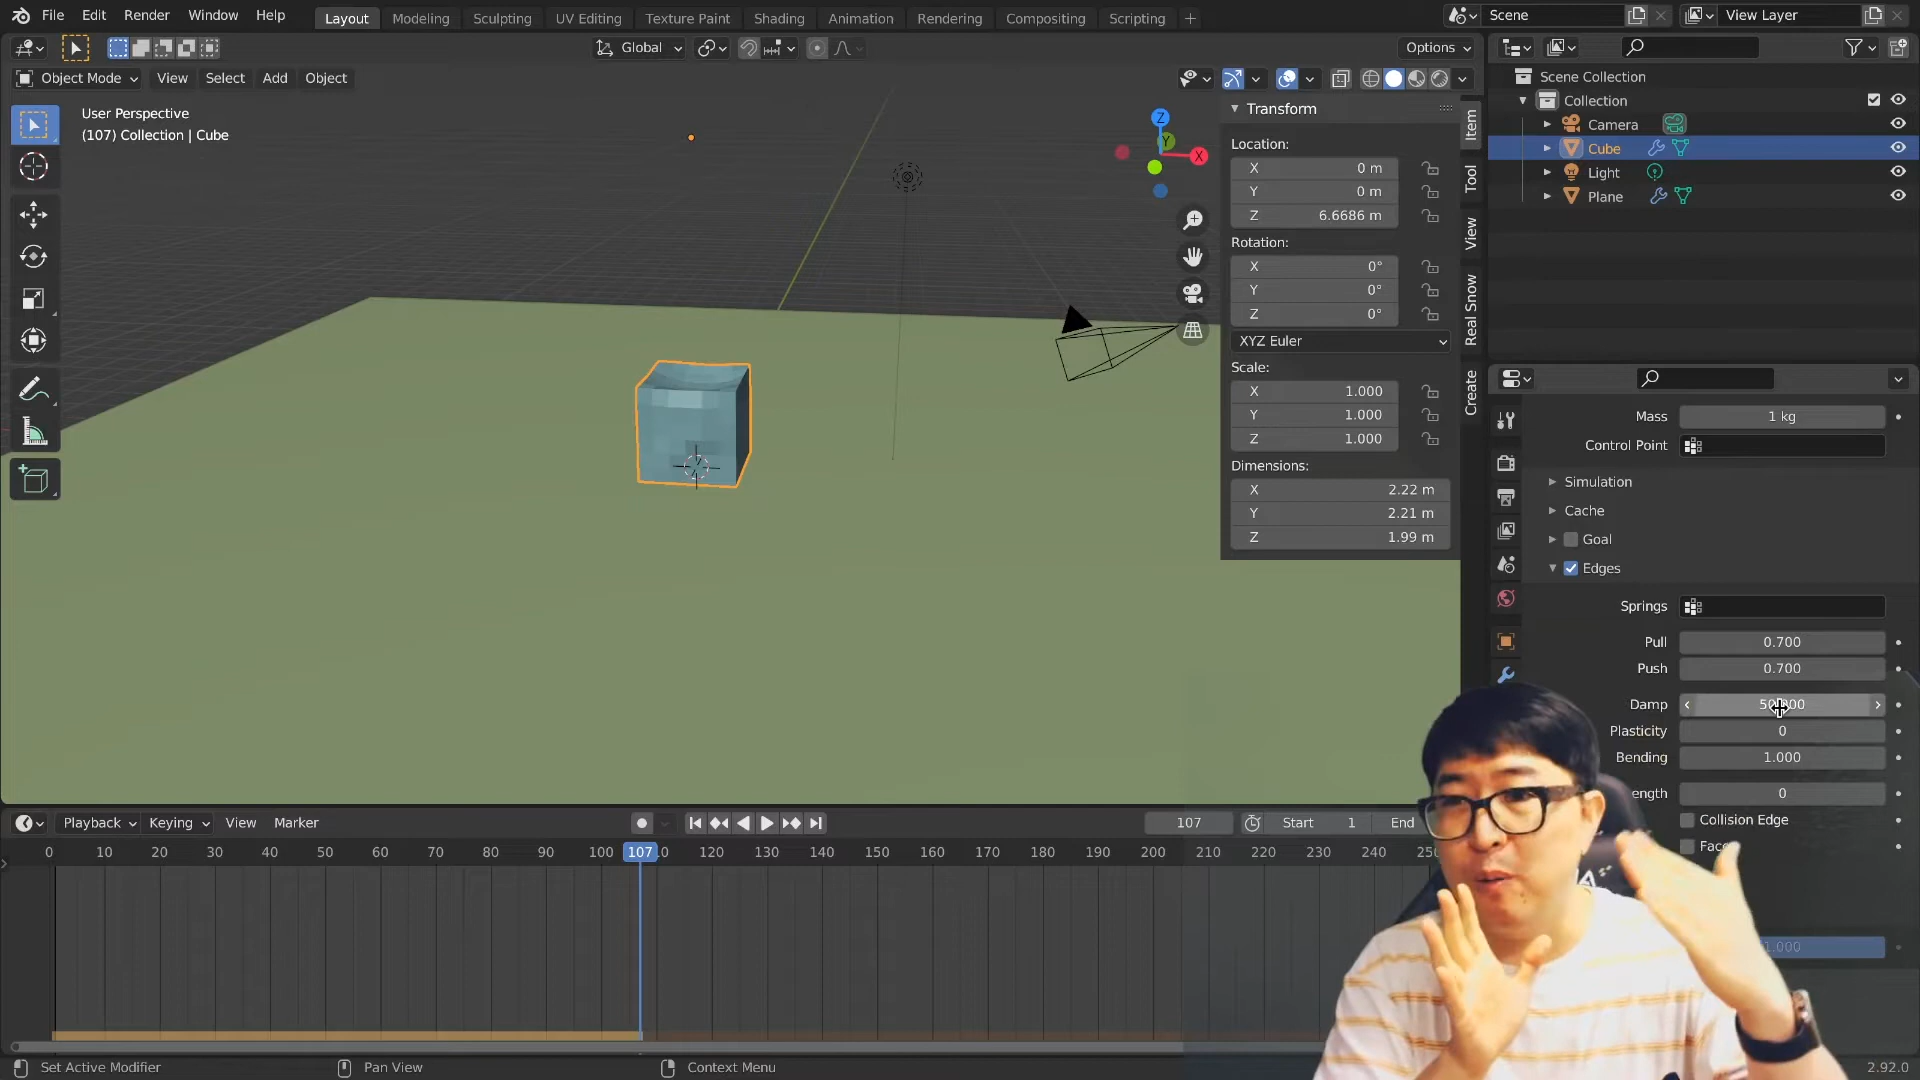 File Edit Render Window Help Layout Modeling Sculpting UV Editing Texture Paint Shading Animation Rendering Compositing Scripting + Scene View Layer
Global Options
Object Mode View Select Add Object
User Perspective
(107) Collection | Cube
Z
Y
X
Transform
Location:
X 0 m
Y 0 m
Z 6.6686 m
Rotation:
X 0°
Y 0°
Z 0°
XYZ Euler
Scale:
X 1.000
Y 1.000
Z 1.000
Dimensions:
X 2.22 m
Y 2.21 m
Z 1.99 m
Item
Tool
View
Real Snow
Create
Scene Collection
Collection
Camera
Cube
Light
Plane
Mass 1 kg
Control Point
Simulation
Cache
Goal
Edges
Springs
Pull 0.700
Push 0.700
Damp
Plasticity 0
Bending 1.000
ength 0
Collision Edge
Face
1.000
Playback Keying View Marker 107 Start 1 End
0 10 20 30 40 50 60 70 80 90 100 107 120 130 140 150 160 170 180 190 200 210 220 230 240
Set Active Modifier Pan View Context Menu 2.92.0